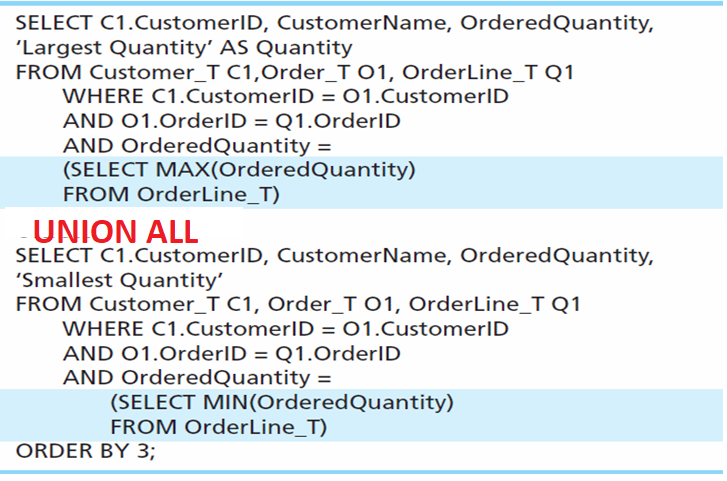 SELECT C1.CustomerID, CustomerName, OrderedQuantity,
‘Largest Quantity’ AS Quantity
FROM Customer_T C1,Order_T O1, OrderLine_T Q1
WHERE C1.CustomerID = O1.CustomerID
AND O1.OrderID = Q1.OrderID
AND OrderedQuantity =
(SELECT MAX(OrderedQuantity)
FROM OrderLine_T)
UNION ALL
SELECT C1.CustomerID, CustomerName, OrderedQuantity,
‘Smallest Quantity’
FROM Customer_T C1, Order_T O1, OrderLine_T Q1
WHERE C1.CustomerID = O1.CustomerID
AND O1.OrderID = Q1.OrderID
AND OrderedQuantity =
(SELECT MIN(OrderedQuantity)
FROM OrderLine_T)
ORDER BY 3;